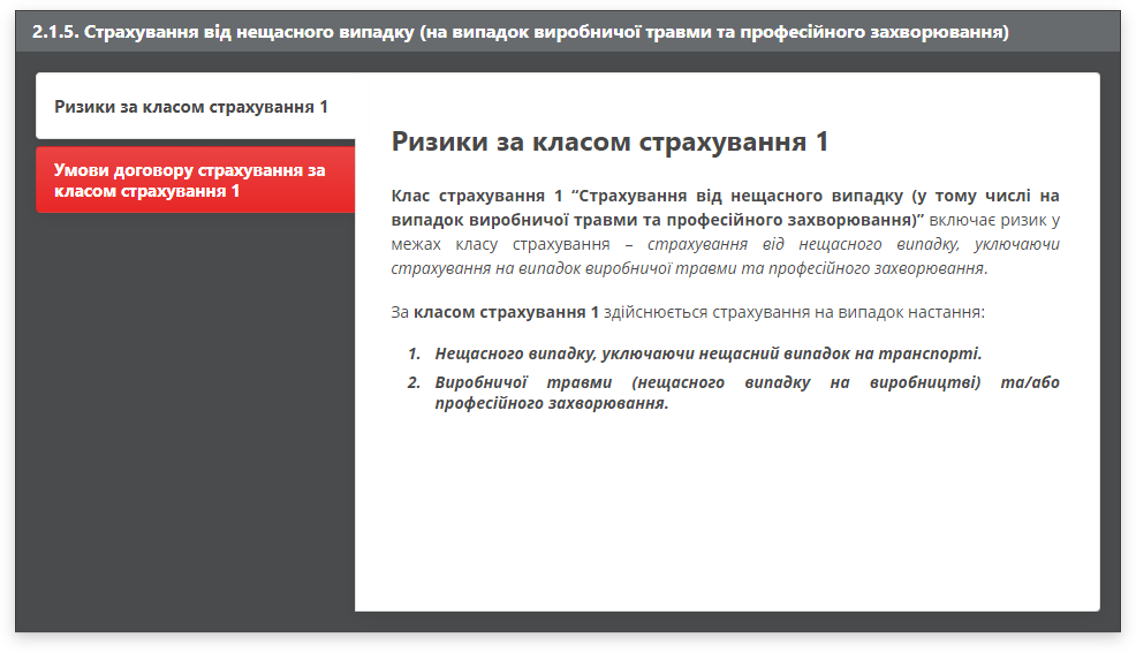 2.1.5. Страхування від нещасного випадку (на випадок виробничої травми та професійного захворювання)
Ризики за класом страхування 1
Умови договору страхування за
класом страхування 1
Ризики за класом страхування 1
Клас страхування 1 “Страхування від нещасного випадку (у тому числі на
випадок виробничої травми та професійного захворювання)” включає ризик у
межах класу страхування – страхування від нещасного випадку, уключаючи
страхування на випадок виробничої травми та професійного захворювання.
За класом страхування 1 здійснюється страхування на випадок настання:
1. Нещасного випадку, уключаючи нещасний випадок на транспорті.
2. Виробничої травми (нещасного випадку на виробництві) та/або
професійного захворювання.